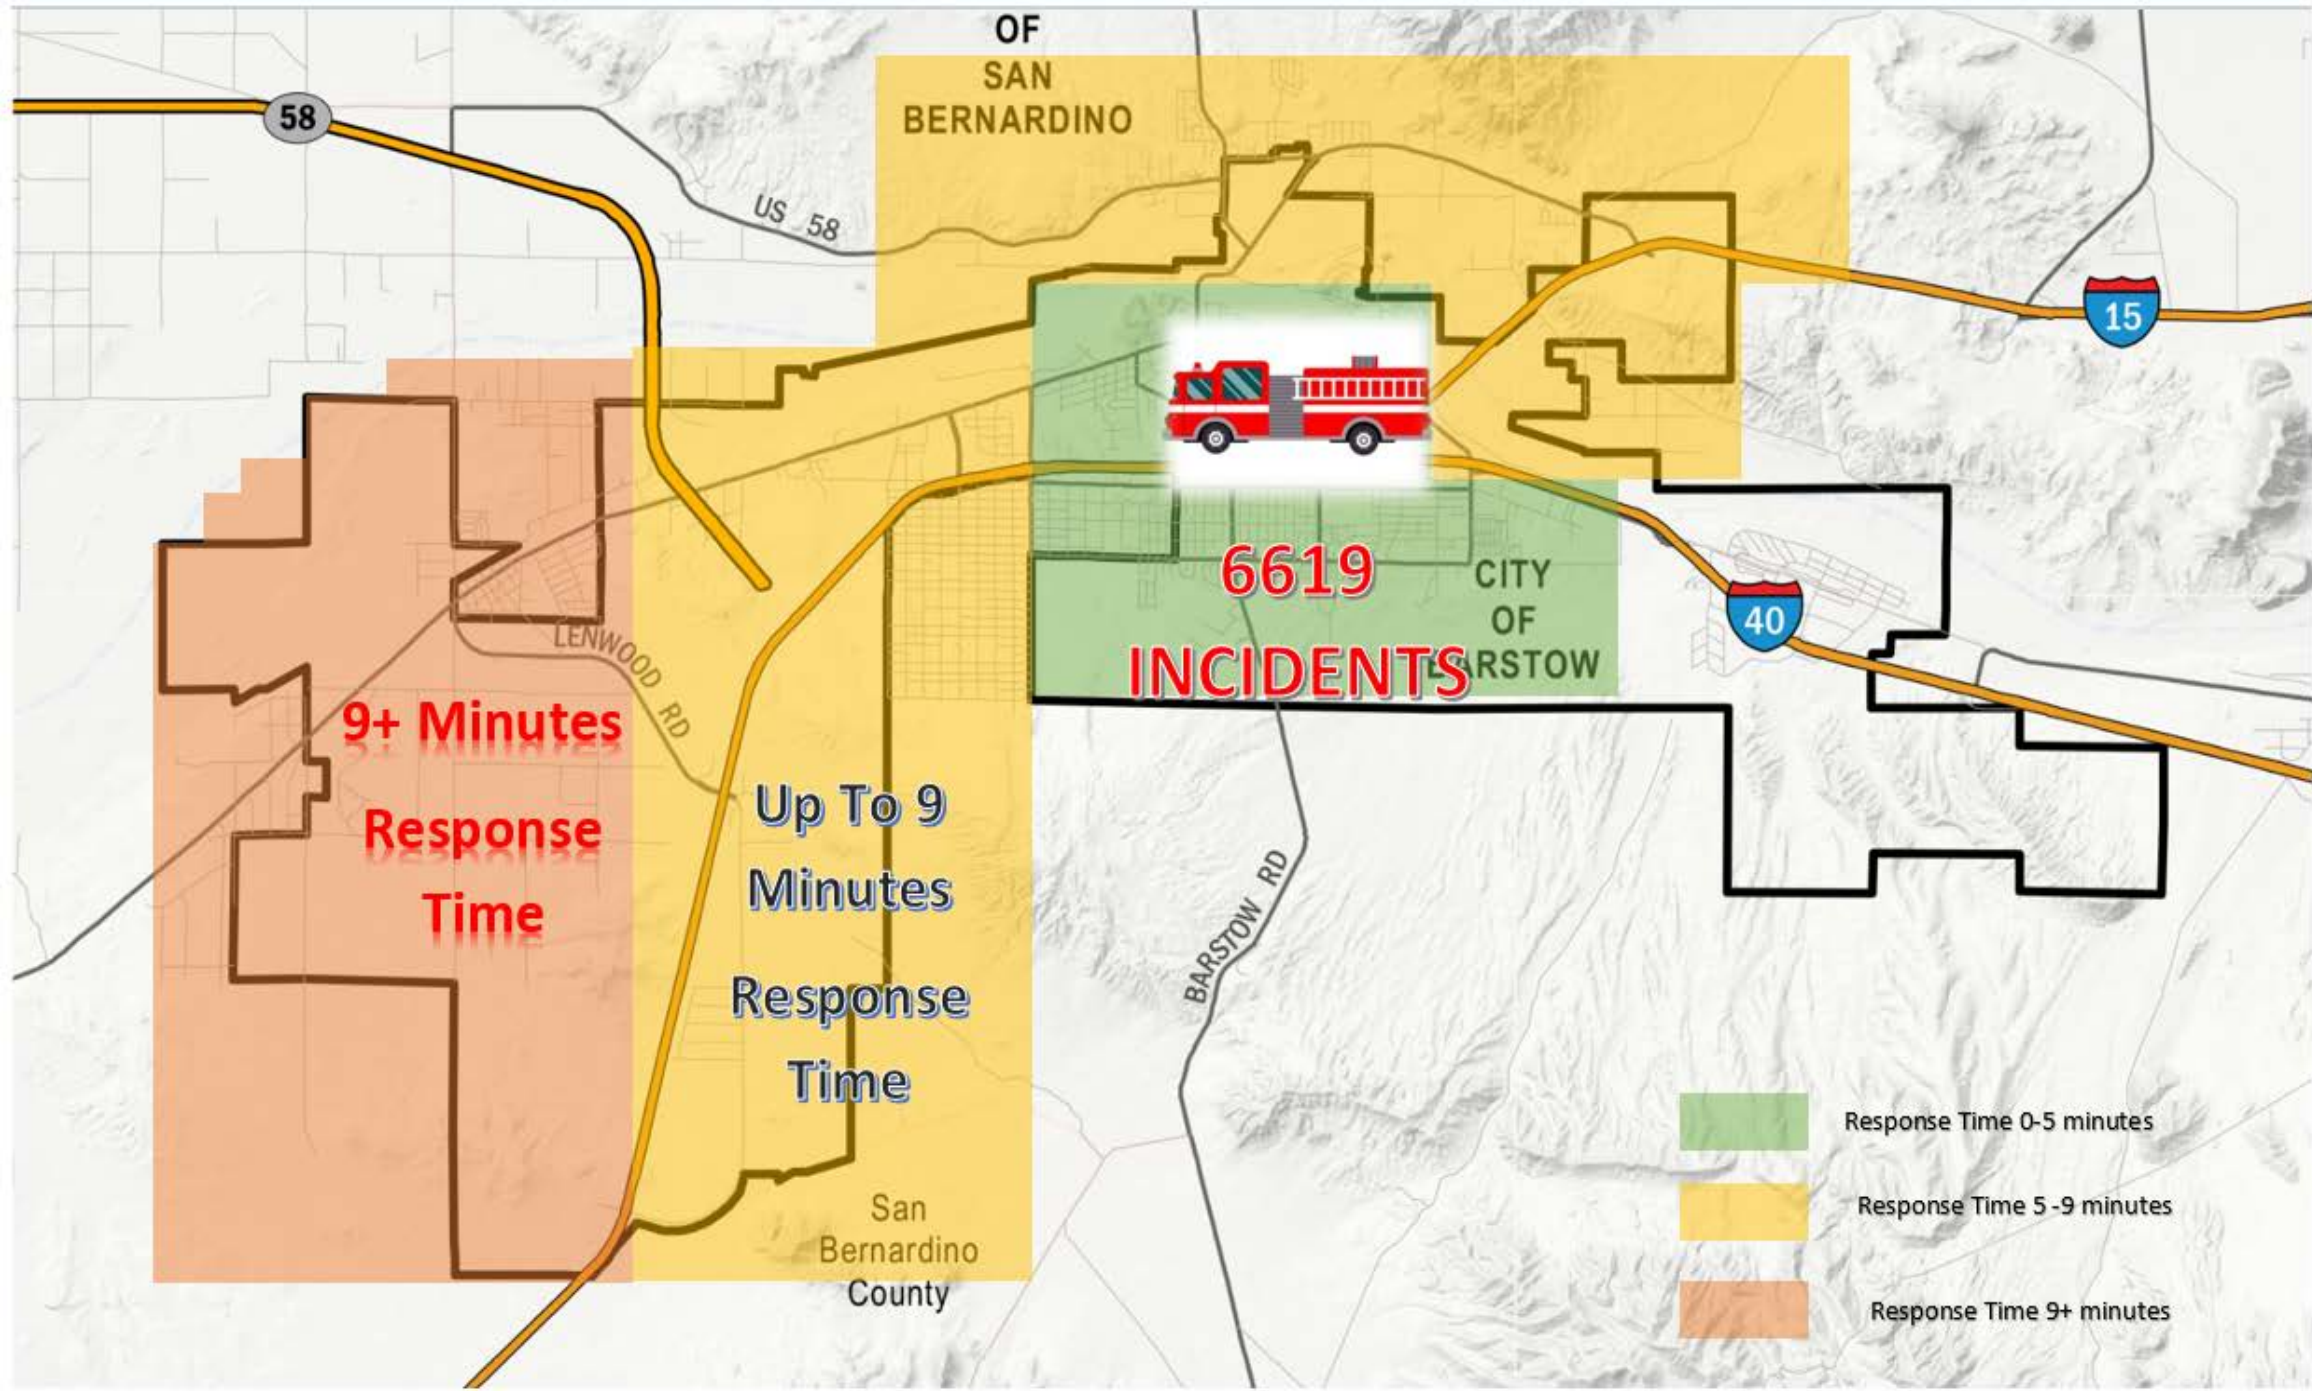 OF
SAN
BERNARDINO
58
US 58
15
6619
INCIDENTS
CITY
OF
BARSTOW
40
LENWOOD RD
9+ Minutes
Response
Time
Up To 9
Minutes
Response
Time
BARSTOW RD
San
Bernardino
County
Response Time 0-5 minutes
Response Time 5 -9 minutes
Response Time 9+ minutes